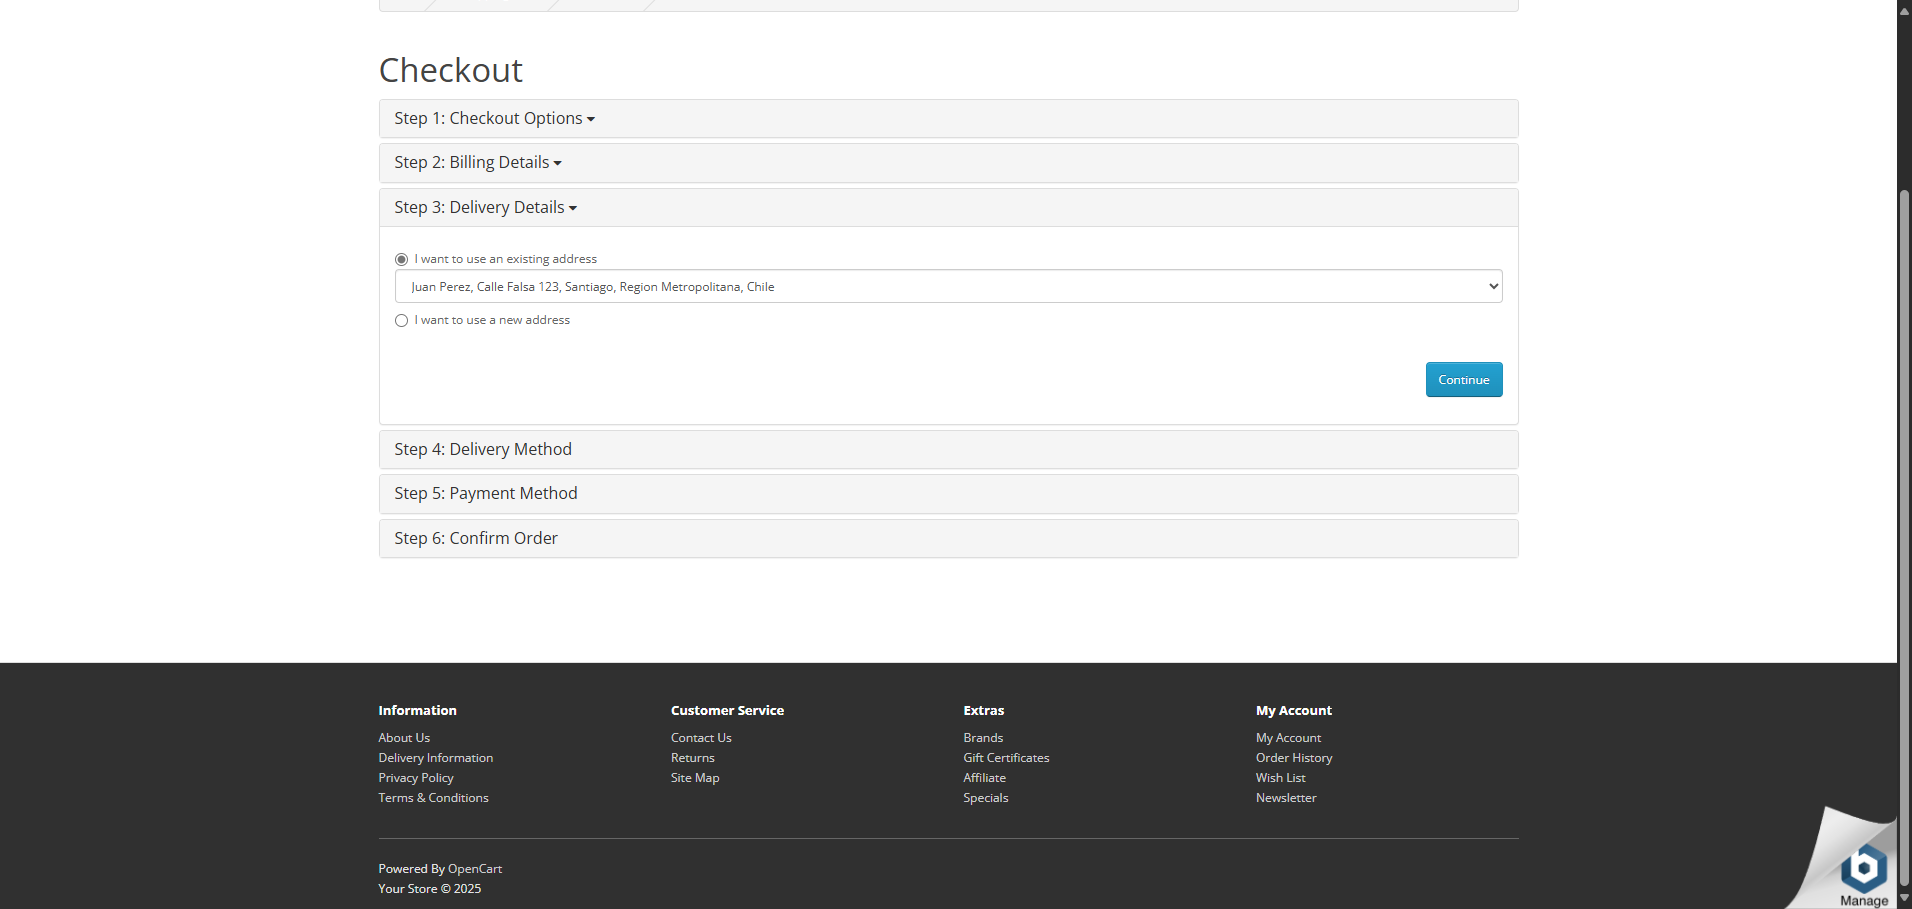 Checkout
Step 1: Checkout Options
Step 2: Billing Details
Step 3: Delivery Details
I want to use an existing address
Juan Perez, Calle Falsa 123, Santiago, Region Metropolitana, Chile
I want to use a new address
Continue
Step 4: Delivery Method
Step 5: Payment Method
Step 6: Confirm Order
Information
About Us
Delivery Information
Privacy Policy
Terms & Conditions
Customer Service
Contact Us
Returns
Site Map
Extras
Brands
Gift Certificates
Affiliate
Specials
My Account
My Account
Order History
Wish List
Newsletter
Powered By OpenCart
Your Store © 2025
b
Manage